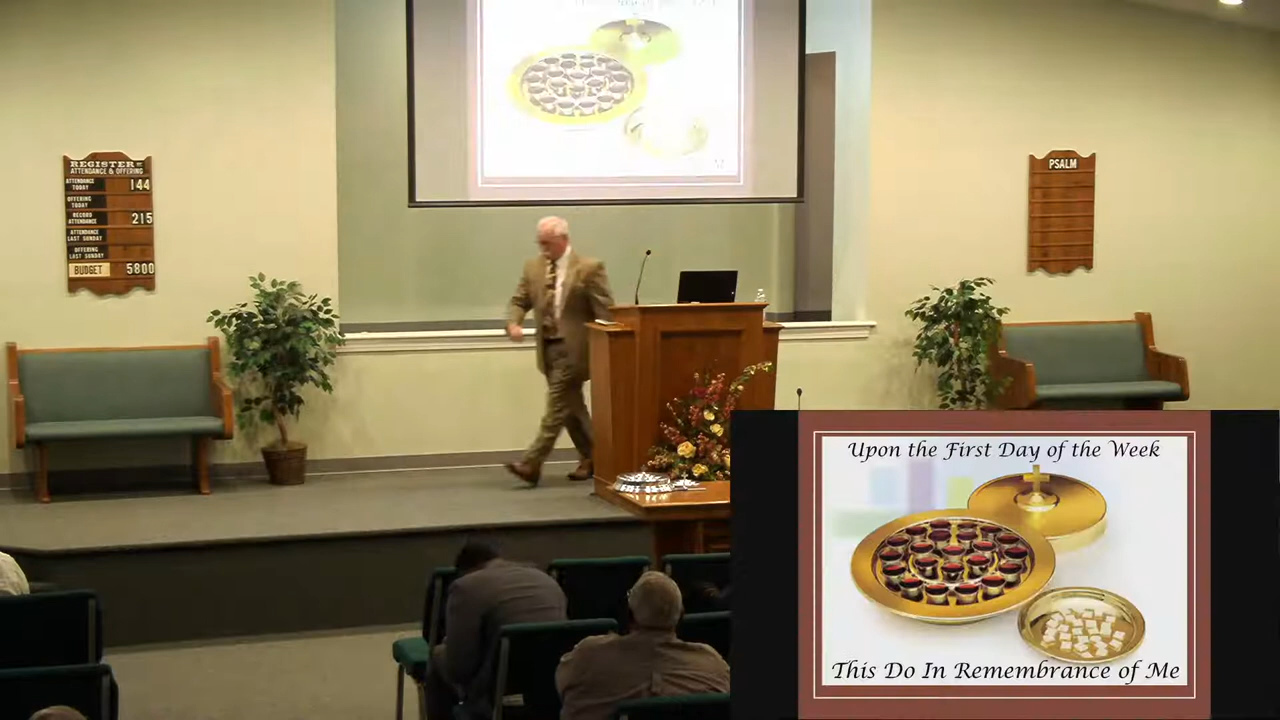 REGISTER OF
ATTENDANCE & OFFERING
ATTENDANCE
TODAY 144
OFFERING
TODAY
RECORD
ATTENDANCE 215
ATTENDANCE
LAST SUNDAY
OFFERING
LAST SUNDAY
BUDGET 5800
PSALM
Upon the First Day of the Week
This Do In Remembrance of Me